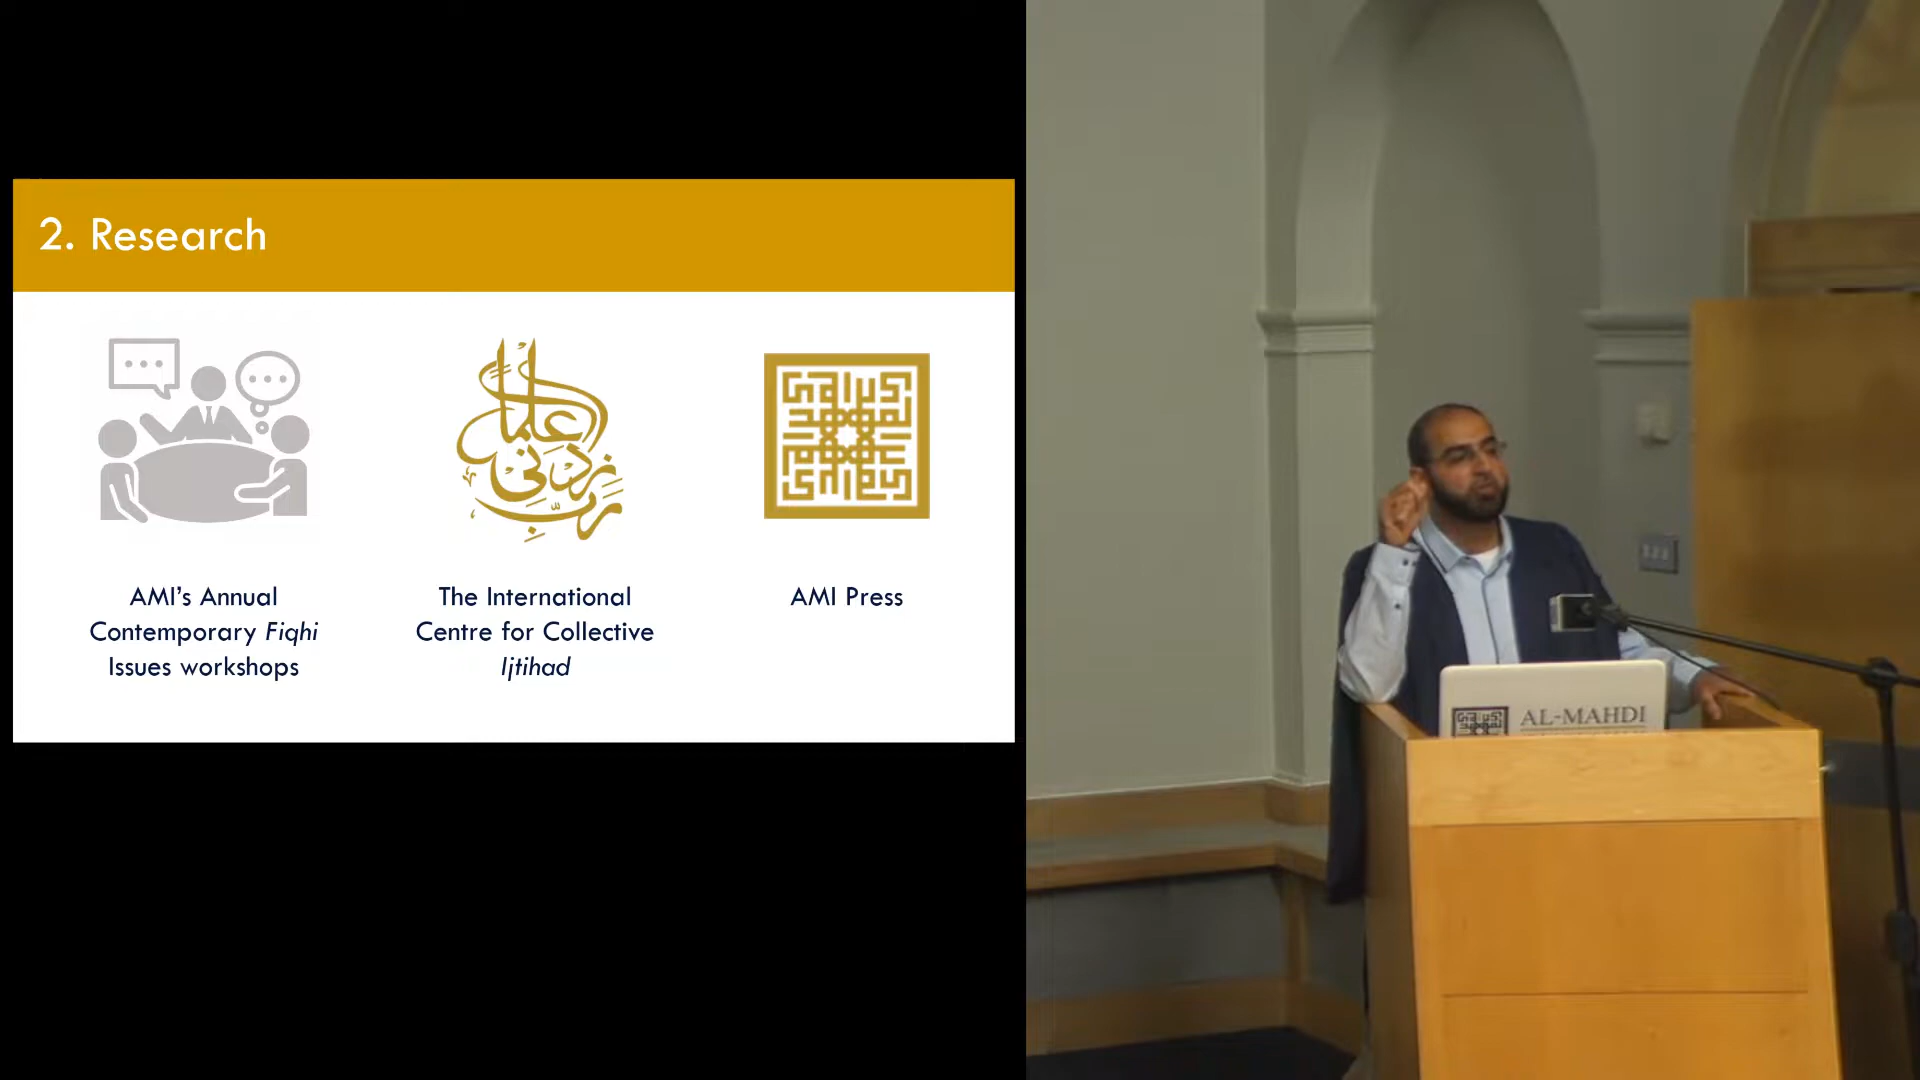 2. Research
رَبِّ زِدْنِي عِلْمًا
AMI's Annual
Contemporary Fiqhi
Issues workshops
The International
Centre for Collective
Ijtihad
AMI Press
AL-MAHDI